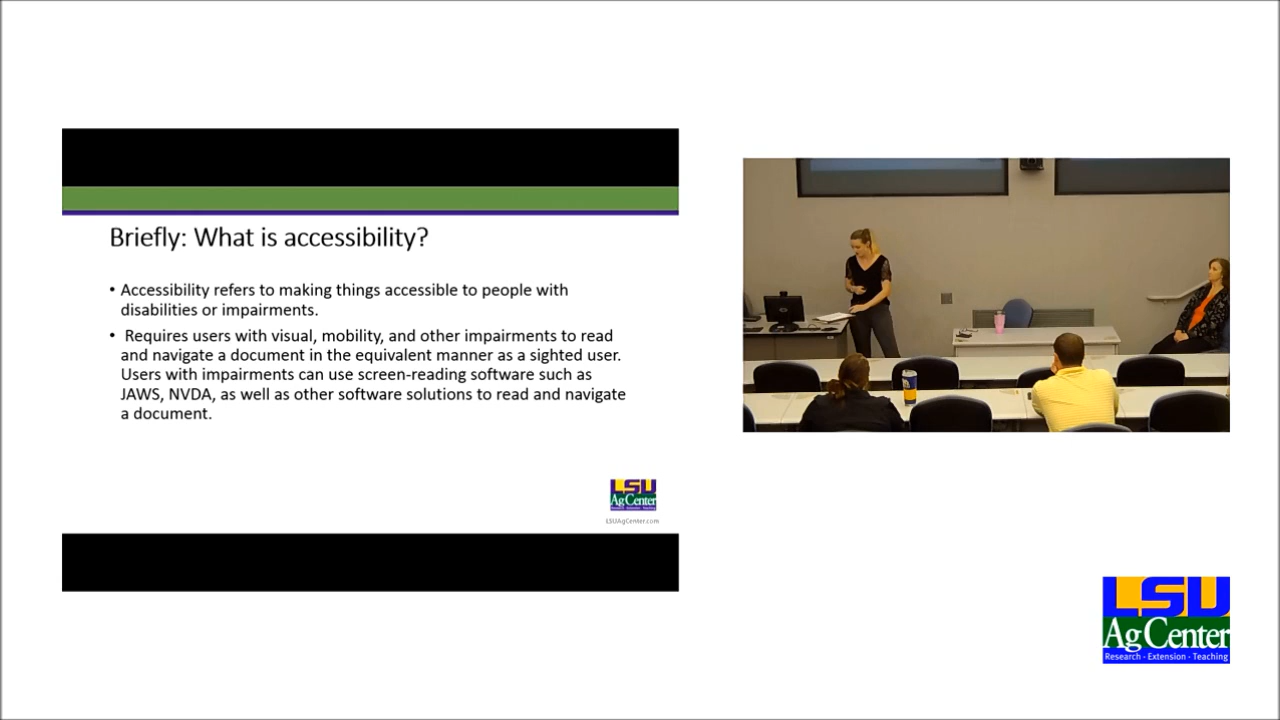 Briefly: What is accessibility?
• Accessibility refers to making things accessible to people with
disabilities or impairments.
• Requires users with visual, mobility, and other impairments to read
and navigate a document in the equivalent manner as a sighted user.
Users with impairments can use screen-reading software such as
JAWS, NVDA, as well as other software solutions to read and navigate
a document.
LSU
AgCenter
Research - Extension - Teaching
LSUAgCenter.com
LSU
AgCenter
Research - Extension - Teaching